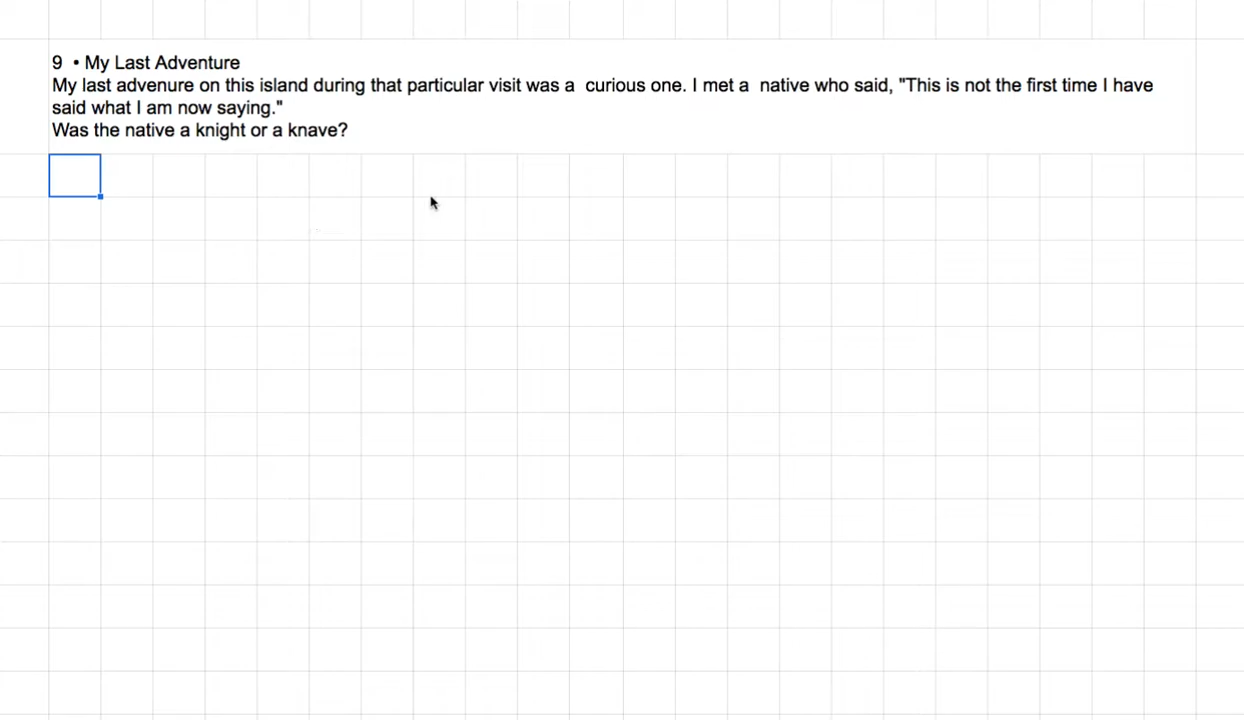 9 • My Last Adventure
My last advenure on this island during that particular visit was a curious one. I met a native who said, "This is not the first time I have
said what I am now saying."
Was the native a knight or a knave?